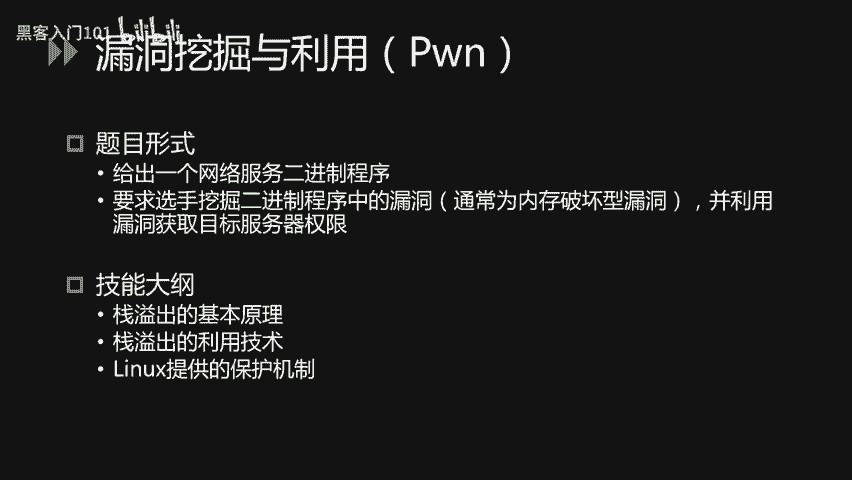 黑客入门101
漏洞挖掘与利用（Pwn）
题目形式
• 给出一个网络服务二进制程序
• 要求选手挖掘二进制程序中的漏洞（通常为内存破坏型漏洞），并利用
漏洞获取目标服务器权限
技能大纲
• 栈溢出的基本原理
• 栈溢出的利用技术
• Linux提供的保护机制